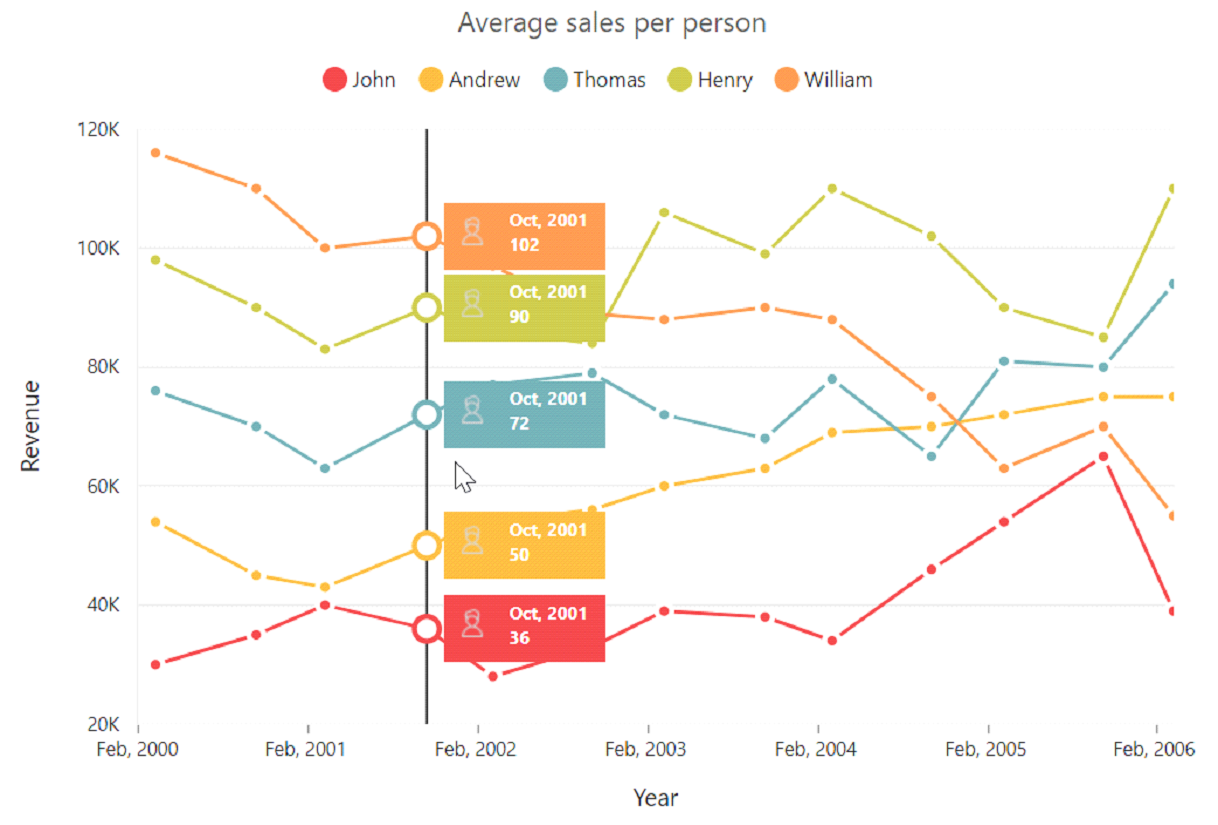 Average sales per person
John Andrew Thomas Henry William
120K
100K
80K
60K
40K
20K
Revenue
Oct, 2001
102
Oct, 2001
90
Oct, 2001
72
Oct, 2001
50
Oct, 2001
36
Feb, 2000 Feb, 2001 Feb, 2002 Feb, 2003 Feb, 2004 Feb, 2005 Feb, 2006
Year